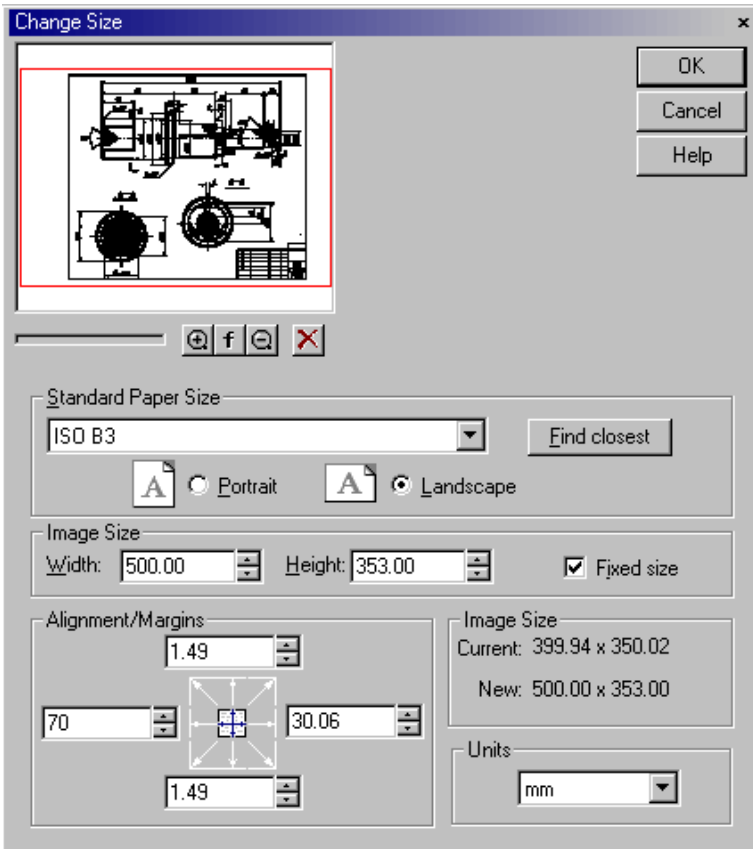 Change Size
OK
Cancel
Help
f
Standard Paper Size
ISO B3
Find closest
A Portrait A Landscape
Image Size
Width: 500.00 Height: 353.00 Fixed size
Alignment/Margins
1.49
70 30.06
1.49
Image Size
Current: 399.94 x 350.02
New: 500.00 x 353.00
Units
mm